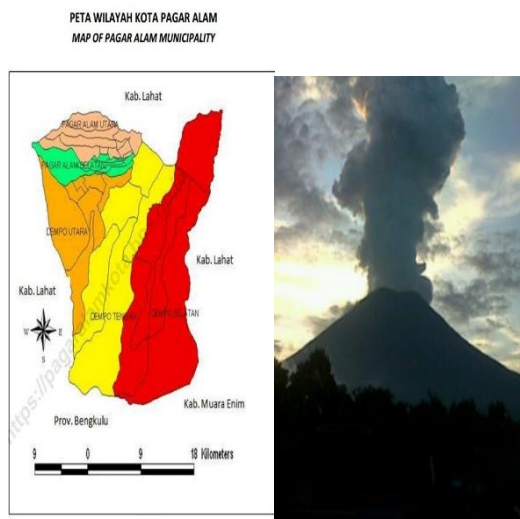 PETA WILAYAH KOTA PAGAR ALAM
MAP OF PAGAR ALAM MUNICIPALITY
Kab. Lahat
PAGAR ALAM UTARA
PAGAR ALAM SELATAN
DEMPO UTARA
Kab. Lahat
Kab. Lahat
W E
S
DEMPO TENGAH
DEMPO SELATAN
Kab. Muara Enim
Prov. Bengkulu
9 0 9 18 Kilometers